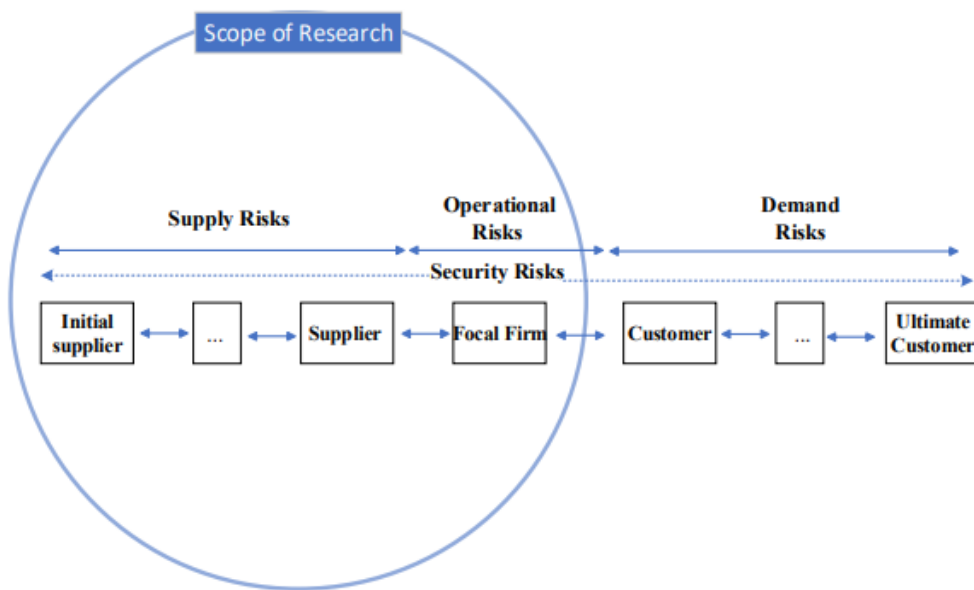 Scope of Research
Supply Risks
Operational
Risks
Demand
Risks
Security Risks
Initial
supplier
...
Supplier
Focal Firm
Customer
...
Ultimate
Customer